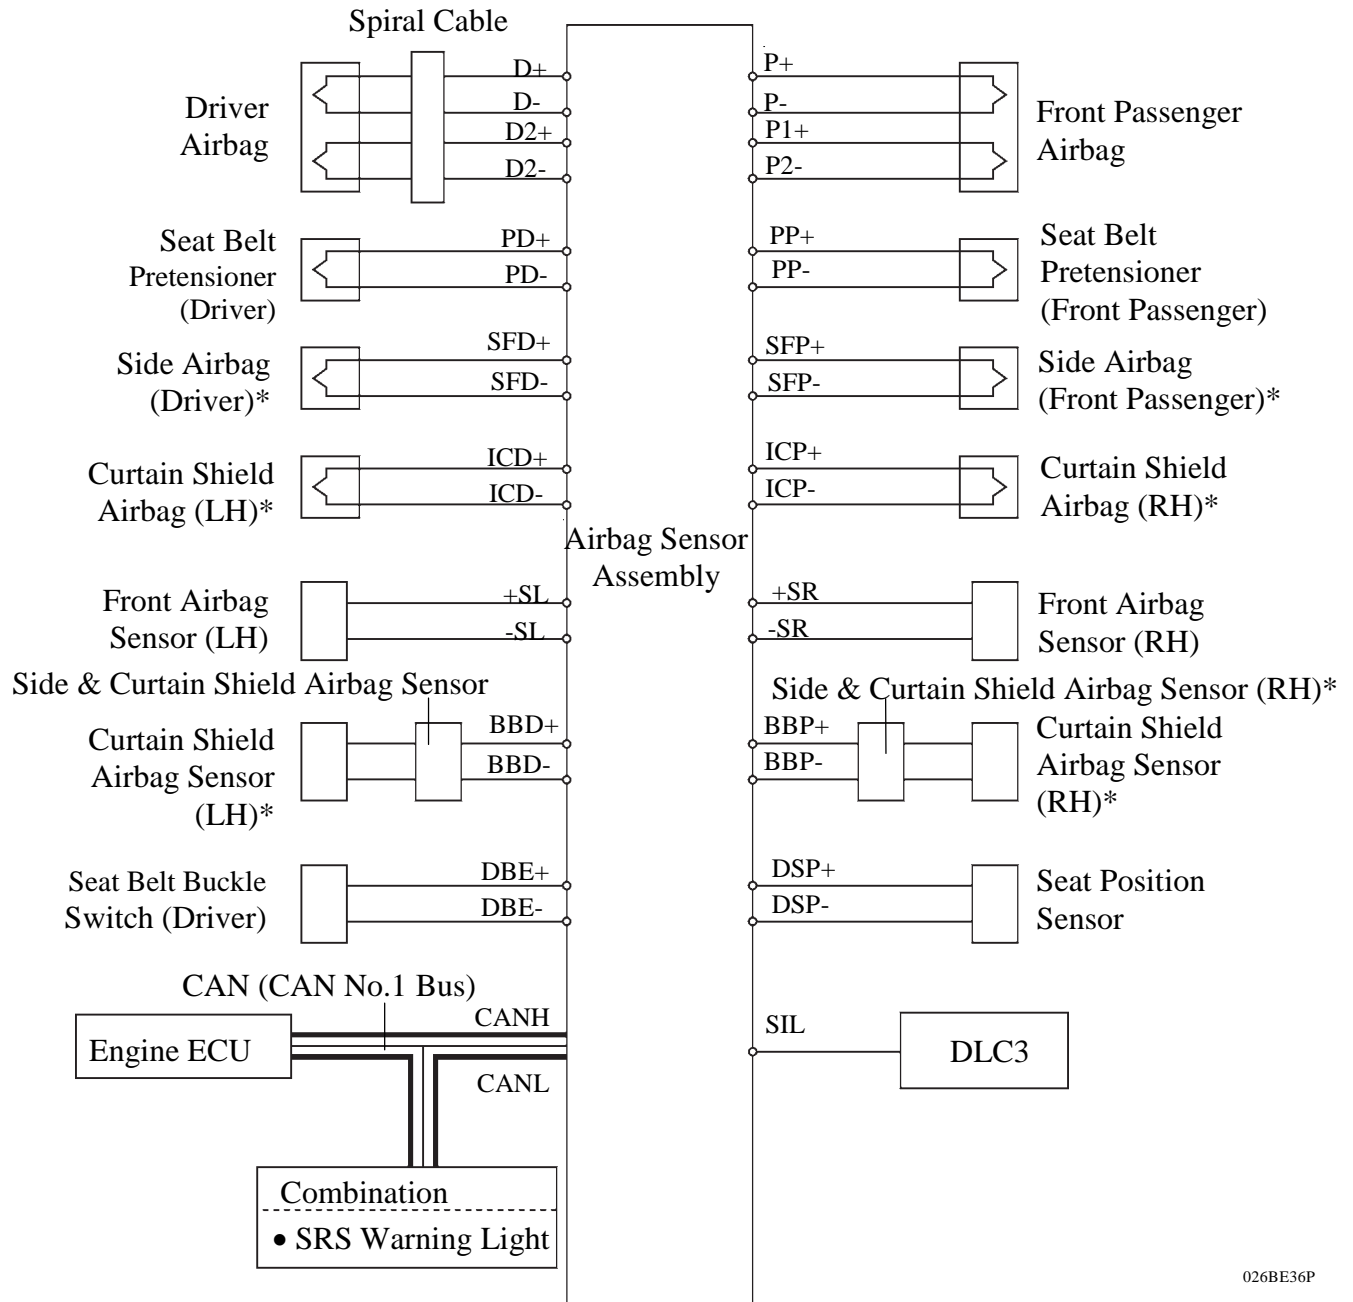 Spiral Cable
D+
D-
D2+
D2-
Driver
Airbag
P+
P-
P1+
P2-
Front Passenger
Airbag
Seat Belt
Pretensioner
(Driver)
PD+
PD-
PP+
PP-
Seat Belt
Pretensioner
(Front Passenger)
Side Airbag
(Driver)*
SFD+
SFD-
SFP+
SFP-
Side Airbag
(Front Passenger)*
Curtain Shield
Airbag (LH)*
ICD+
ICD-
ICP+
ICP-
Curtain Shield
Airbag (RH)*
Airbag Sensor
Assembly
Front Airbag
Sensor (LH)
+SL
-SL
+SR
-SR
Front Airbag
Sensor (RH)
Side & Curtain Shield Airbag Sensor
Side & Curtain Shield Airbag Sensor (RH)*
Curtain Shield
Airbag Sensor
(LH)*
BBD+
BBD-
BBP+
BBP-
Curtain Shield
Airbag Sensor
(RH)*
Seat Belt Buckle
Switch (Driver)
DBE+
DBE-
DSP+
DSP-
Seat Position
Sensor
CAN (CAN No.1 Bus)
Engine ECU
CANH
CANL
SIL
DLC3
Combination
• SRS Warning Light
026BE36P